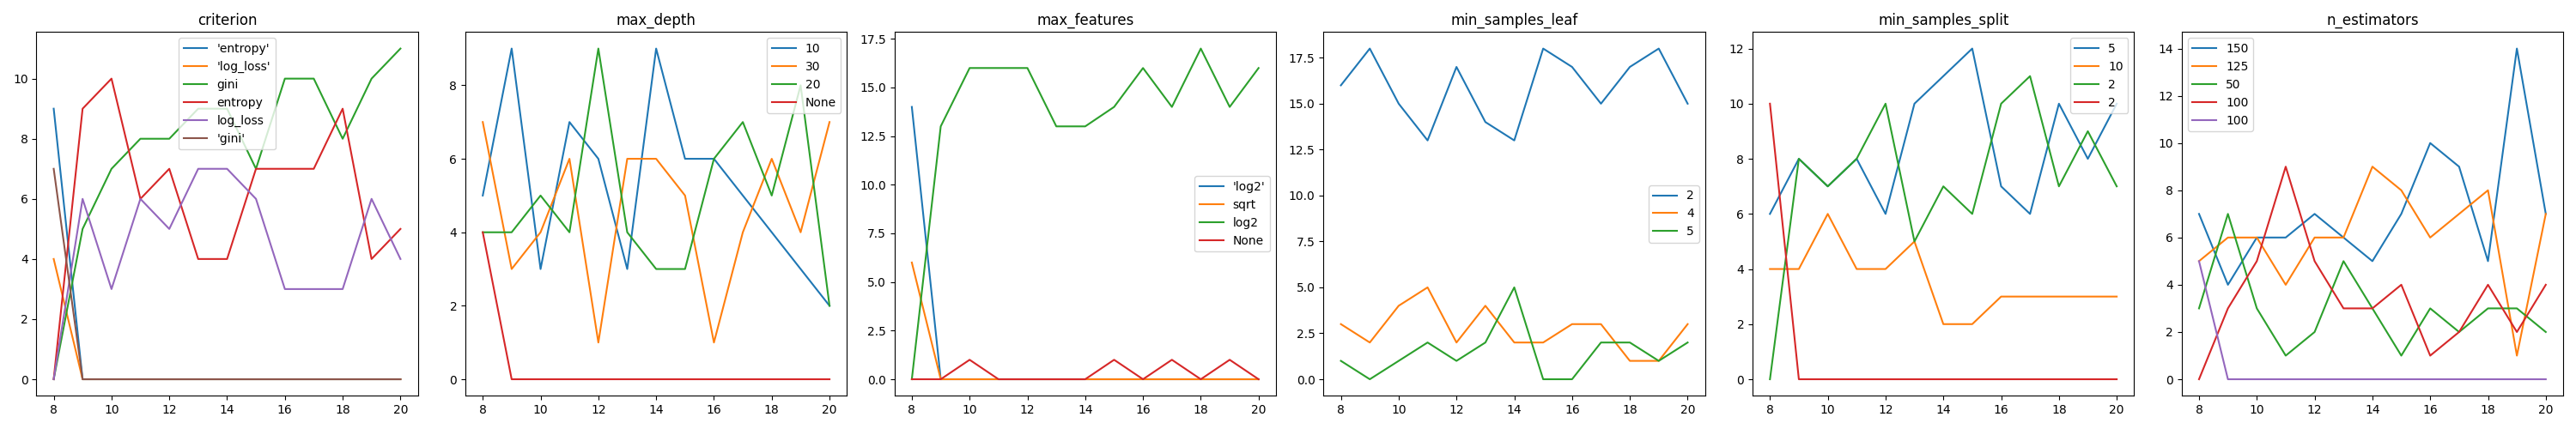 criterion
'entropy'
'log_loss'
gini
entropy
log_loss
'gini'
10
8
6
4
2
0
8 10 12 14 16 18 20
max_depth
10
30
20
None
8
6
4
2
0
8 10 12 14 16 18 20
max_features
'log2'
sqrt
log2
None
17.5
15.0
12.5
10.0
7.5
5.0
2.5
0.0
8 10 12 14 16 18 20
min_samples_leaf
2
4
5
17.5
15.0
12.5
10.0
7.5
5.0
2.5
0.0
8 10 12 14 16 18 20
min_samples_split
5
10
2
2
12
10
8
6
4
2
0
8 10 12 14 16 18 20
n_estimators
150
125
50
100
100
14
12
10
8
6
4
2
0
8 10 12 14 16 18 20